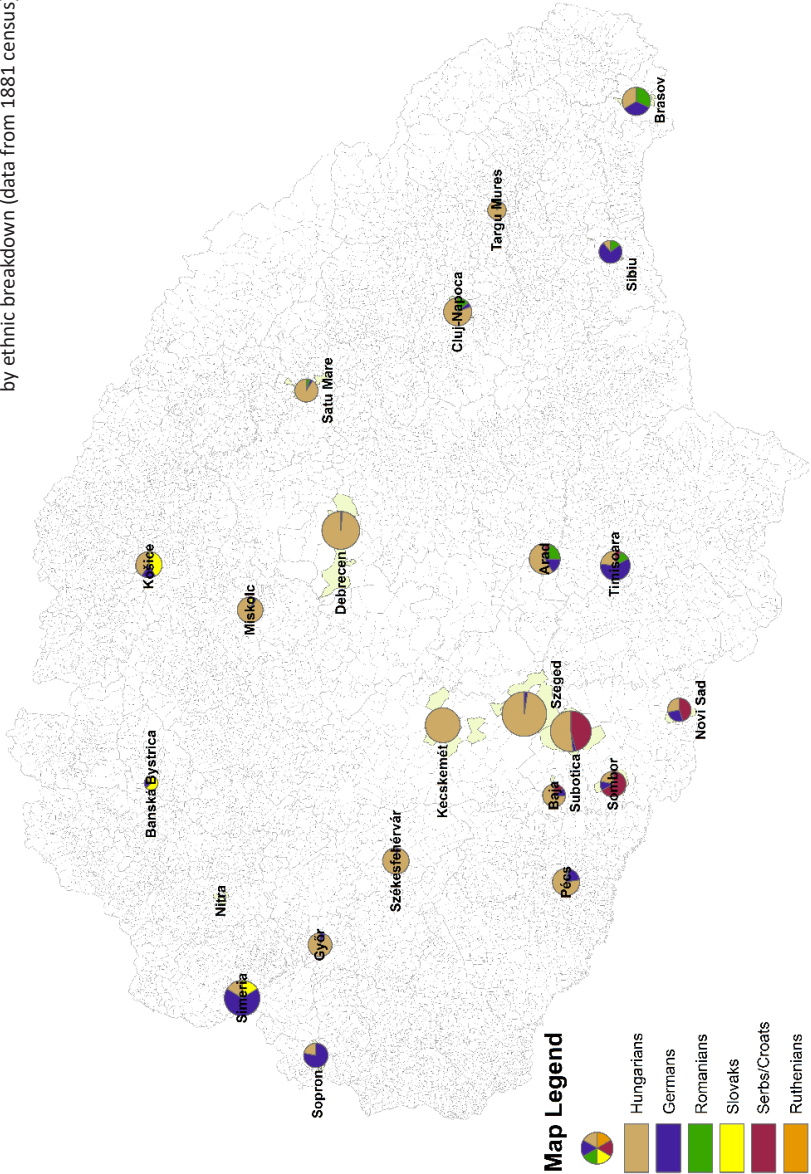 by ethnic breakdown (data from 1881 census)
Brasov
Targu Mures
Sibiu
Cluj-Napoca
Satu Mare
Košice
Miskolc
Debrecen
Arad
Timisoara
Szeged
Novi Sad
Banská Bystrica
Kecskemét
Baja
Subotica
Sombor
Székesfehérvár
Pécs
Nitra
Győr
Simeria
Sopron
Map Legend
Hungarians
Germans
Romanians
Slovaks
Serbs/Croats
Ruthenians